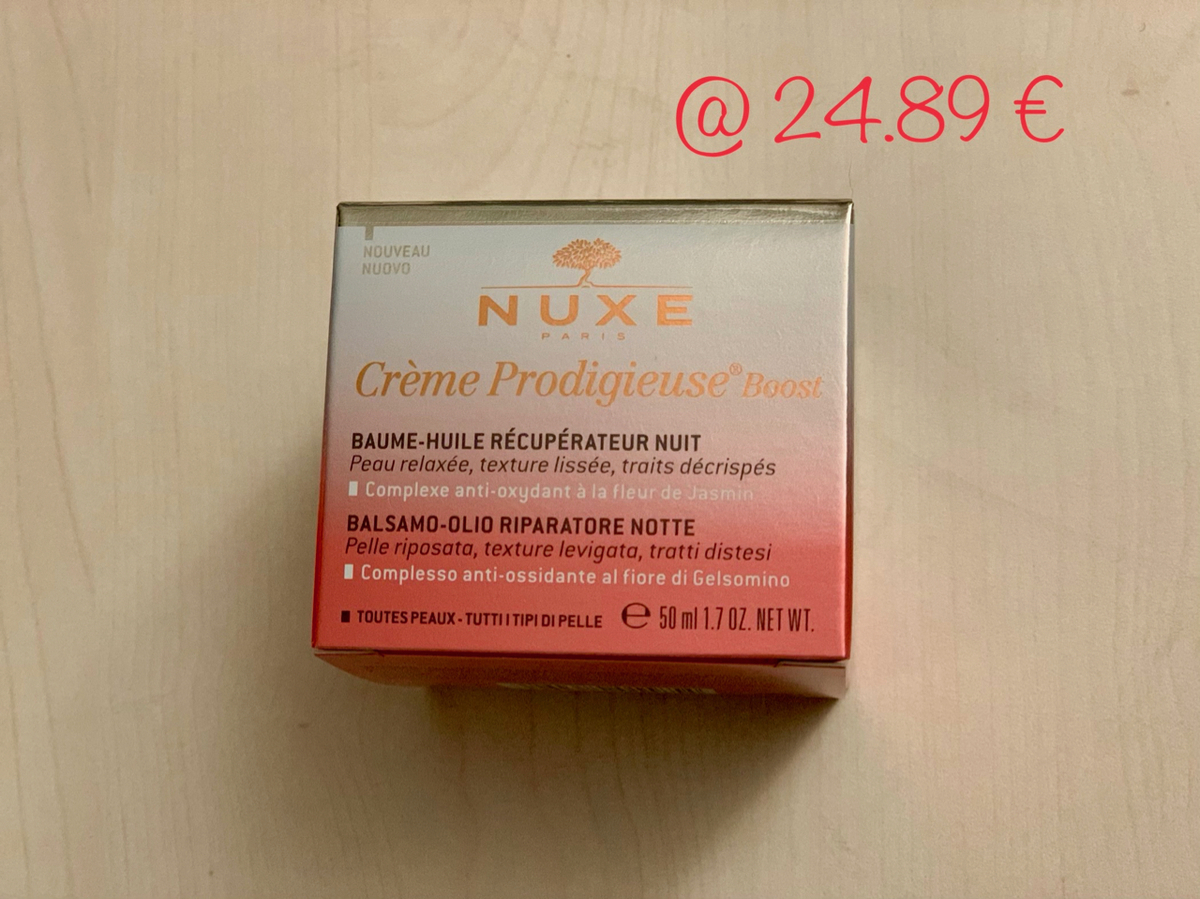 @ 24.89 €
NOUVEAU
NUOVO
NUXE
PARIS
Crème Prodigieuse® Boost
BAUME-HUILE RÉCUPÉRATEUR NUIT
Peau relaxée, texture lissée, traits décrispés
Complexe anti-oxydant à la fleur de Jasmin
BALSAMO-OLIO RIPARATORE NOTTE
Pelle riposata, texture levigata, tratti distesi
Complesso anti-ossidante al fiore di Gelsomino
TOUTES PEAUX - TUTTI I TIPI DI PELLE ℮ 50 ml 1.7 OZ. NET WT.